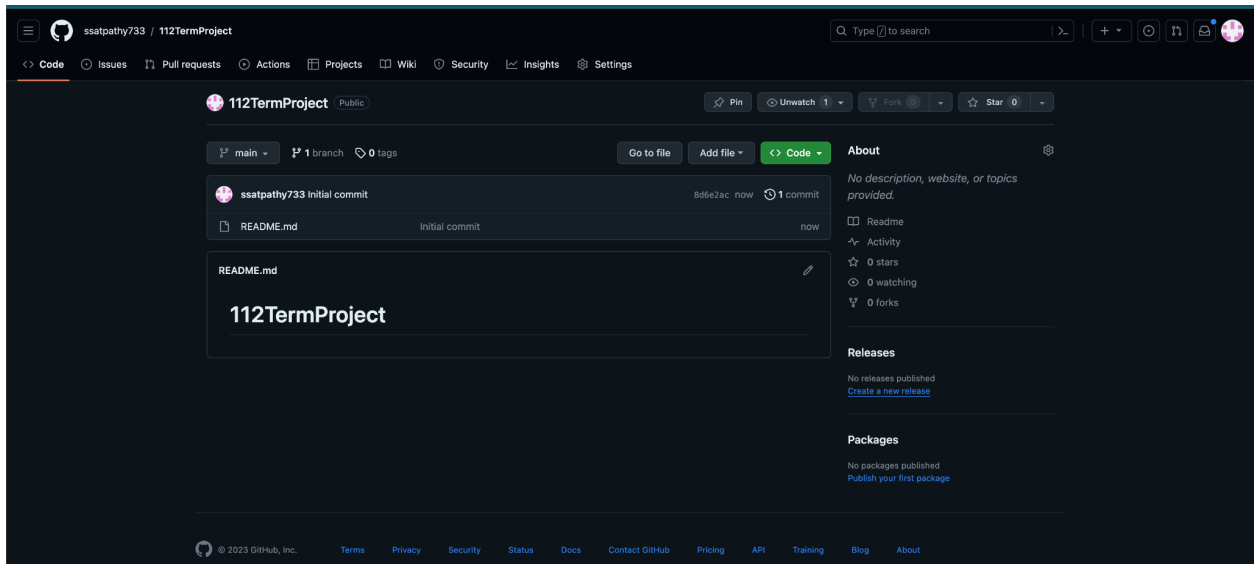 ssatpathy733 / 112TermProject
Type / to search
Code Issues Pull requests Actions Projects Wiki Security Insights Settings
112TermProject Public
Pin Unwatch 1 Fork 0 Star 0
main 1 branch 0 tags Go to file Add file Code
ssatpathy733 Initial commit 8d6e2ac now 1 commit
README.md Initial commit now
README.md
112TermProject
About
No description, website, or topics
provided.
Readme
Activity
0 stars
0 watching
0 forks
Releases
No releases published
Create a new release
Packages
No packages published
Publish your first package
© 2023 GitHub, Inc. Terms Privacy Security Status Docs Contact GitHub Pricing API Training Blog About